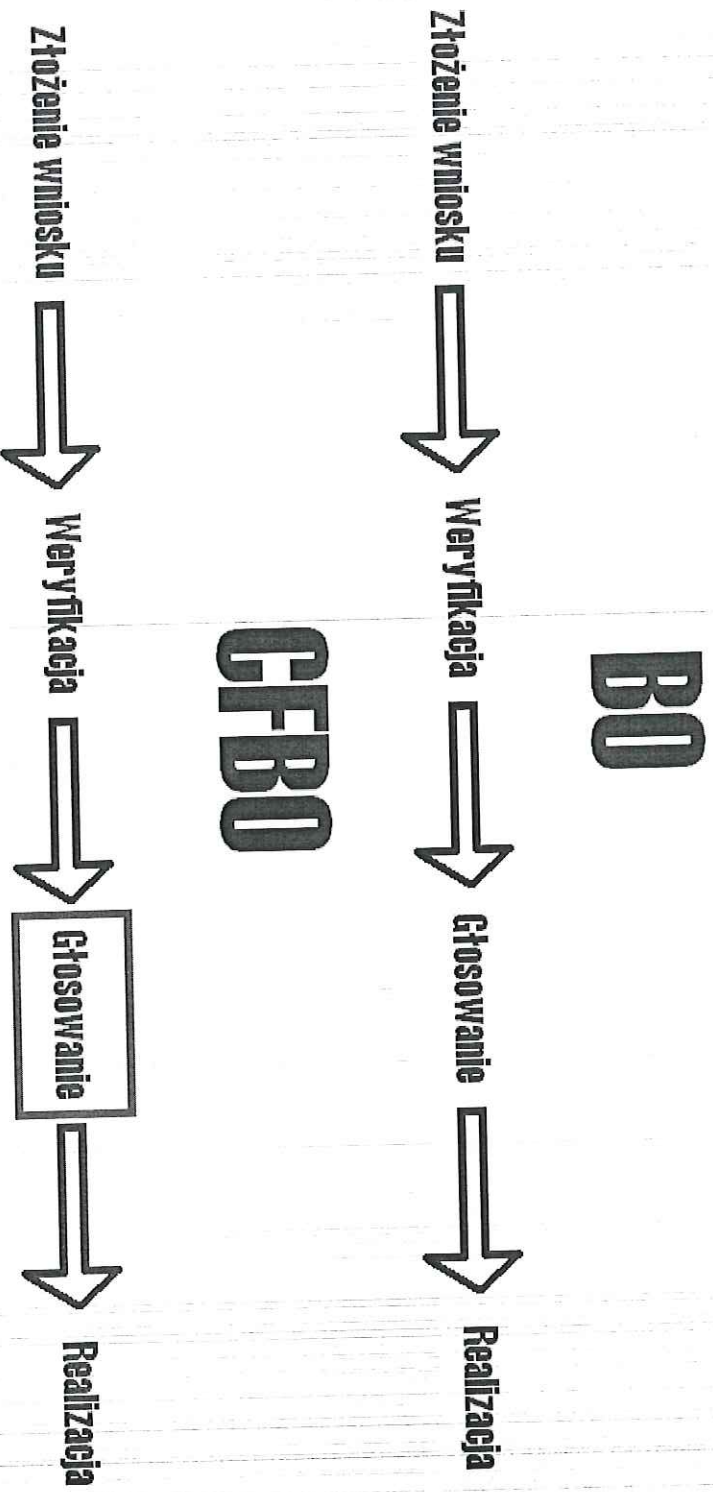 BO
Złożenie wniosku Weryfikacja Głosowanie Realizacja
CFBO
Złożenie wniosku Weryfikacja Głosowanie Realizacja